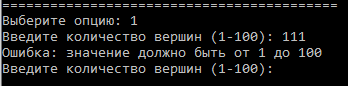 ==========================================
Выберите опцию: 1
Введите количество вершин (1-100): 111
Ошибка: значение должно быть от 1 до 100
Введите количество вершин (1-100):